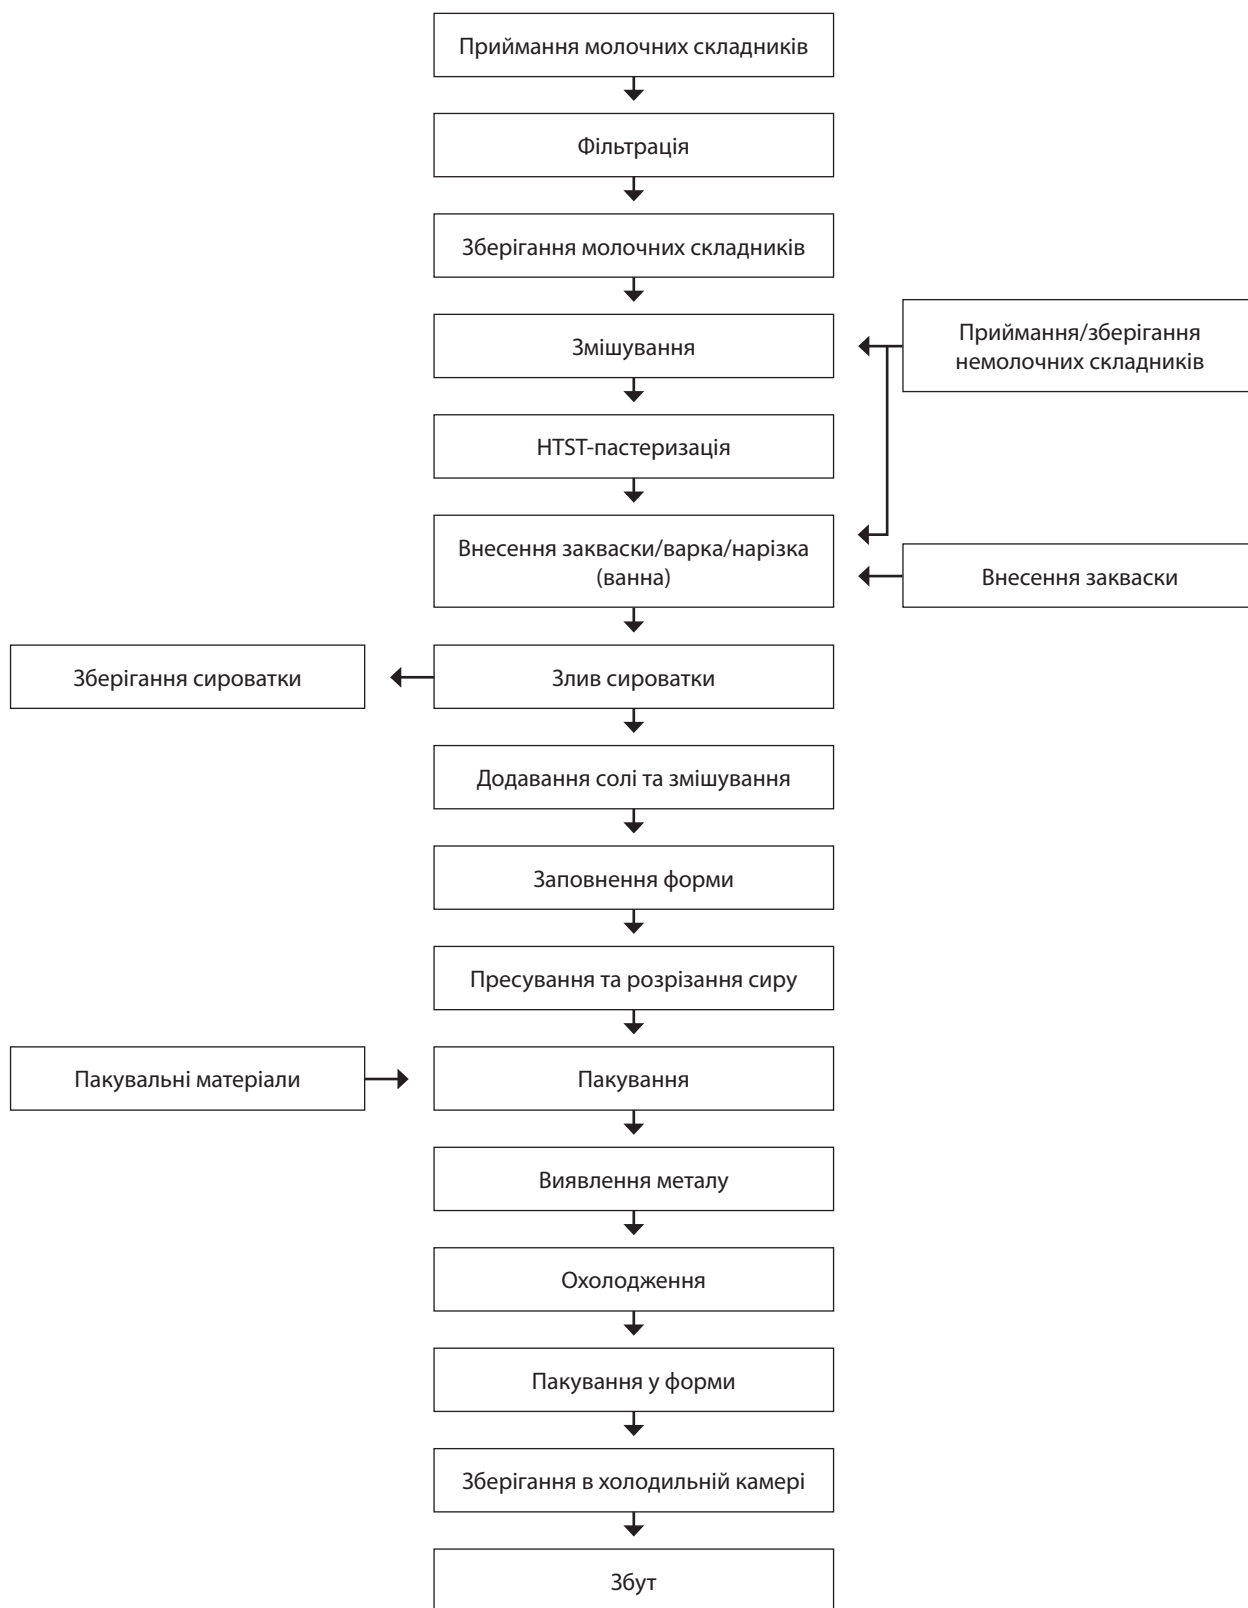 Приймання молочних складників
Фільтрація
Зберігання молочних складників
Змішування
Приймання/зберігання
немолочних складників
HTST-пастеризація
Внесення закваски/варка/нарізка
(ванна)
Внесення закваски
Зберігання сироватки
Злив сироватки
Додавання солі та змішування
Заповнення форми
Пресування та розрізання сиру
Пакувальні матеріали
Пакування
Виявлення металу
Охолодження
Пакування у форми
Зберігання в холодильній камері
Збут